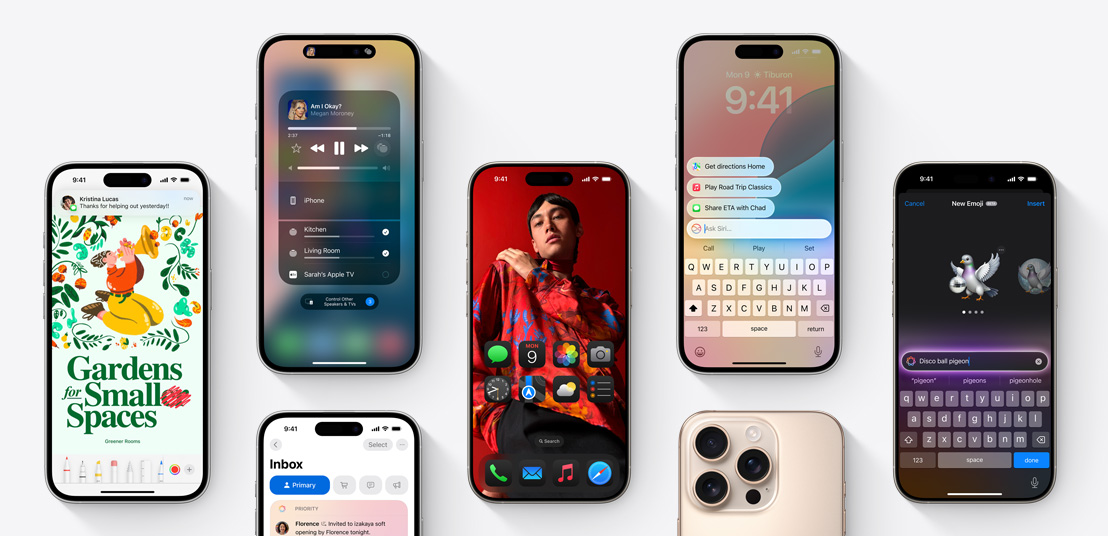 9:41
Kristina Lucas
now
Thanks for helping out yesterday!!
Gardens
for Small
Spaces
Greener Rooms
Am I Okay?
Megan Moroney
2:37
-1:18
iPhone
Kitchen
Living Room
Sarah's Apple TV
Control Other
Speakers & TVs
9:41
Inbox
Select
Primary
PRIORITY
Florence Invited to izakaya soft
opening by Florence tonight.
9:41
MON
9
Search
Mon 9 Tiburon
9:41
Get directions Home
Play Road Trip Classics
Share ETA with Chad
Ask Siri...
Call Play Set
Q W E R T Y U I O P
A S D F G H J K L
Z X C V B N M
123 space return
9:41
Cancel New Emoji Insert
Disco ball pigeon
"pigeon" pigeons pigeonhole
q w e r t y u i o p
a s d f g h j k l
z x c v b n m
123 space done